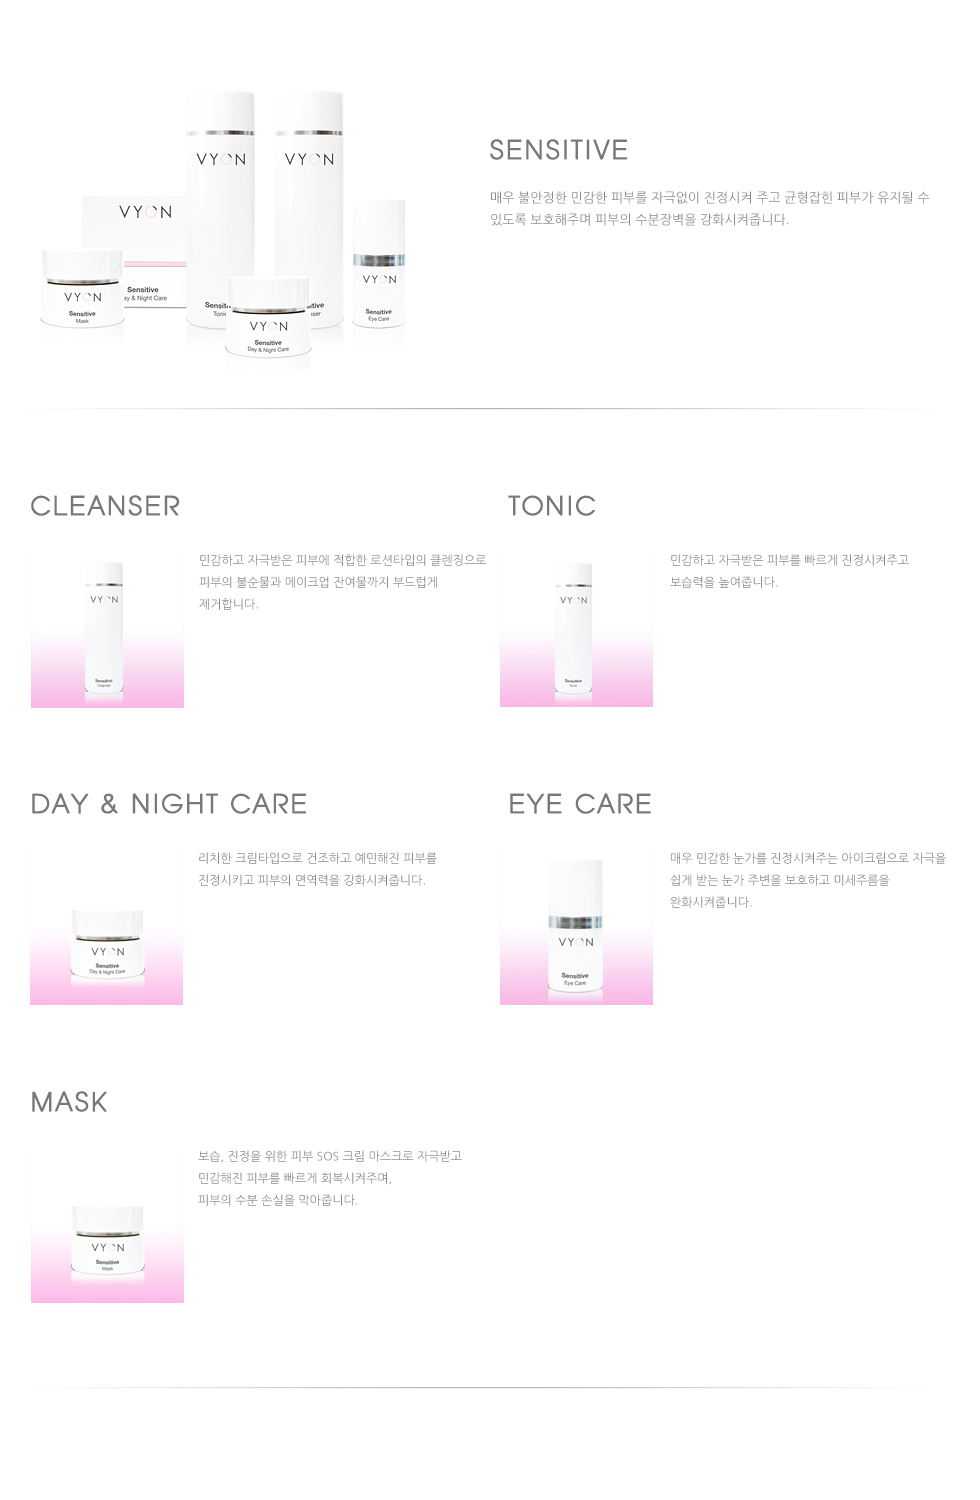 VYON
VYON
VYON
Sensitive
Day & Night Care
VYON
Sensitive
Mask
Tonic
VYON
Sensitive
Day & Night Care
VYON
Sensitive
Eye Care
SENSITIVE
매우 불안정한 민감한 피부를 자극없이 진정시켜 주고 균형잡힌 피부가 유지될 수
있도록 보호해주며 피부의 수분장벽을 강화시켜줍니다.
CLEANSER
VYON
Sensitive
Cleanser
민감하고 자극받은 피부에 적합한 로션타입의 클렌징으로
피부의 불순물과 메이크업 잔여물까지 부드럽게
제거합니다.
TONIC
VYON
Sensitive
Tonic
민감하고 자극받은 피부를 빠르게 진정시켜주고
보습력을 높여줍니다.
DAY & NIGHT CARE
VYON
Sensitive
Day & Night Care
리치한 크림타입으로 건조하고 예민해진 피부를
진정시키고 피부의 면역력을 강화시켜줍니다.
EYE CARE
VYON
Sensitive
Eye Care
매우 민감한 눈가를 진정시켜주는 아이크림으로 자극을
쉽게 받는 눈가 주변을 보호하고 미세주름을
완화시켜줍니다.
MASK
VYON
Sensitive
Mask
보습, 진정을 위한 피부 SOS 크림 마스크로 자극받고
민감해진 피부를 빠르게 회복시켜주며,
피부의 수분 손실을 막아줍니다.